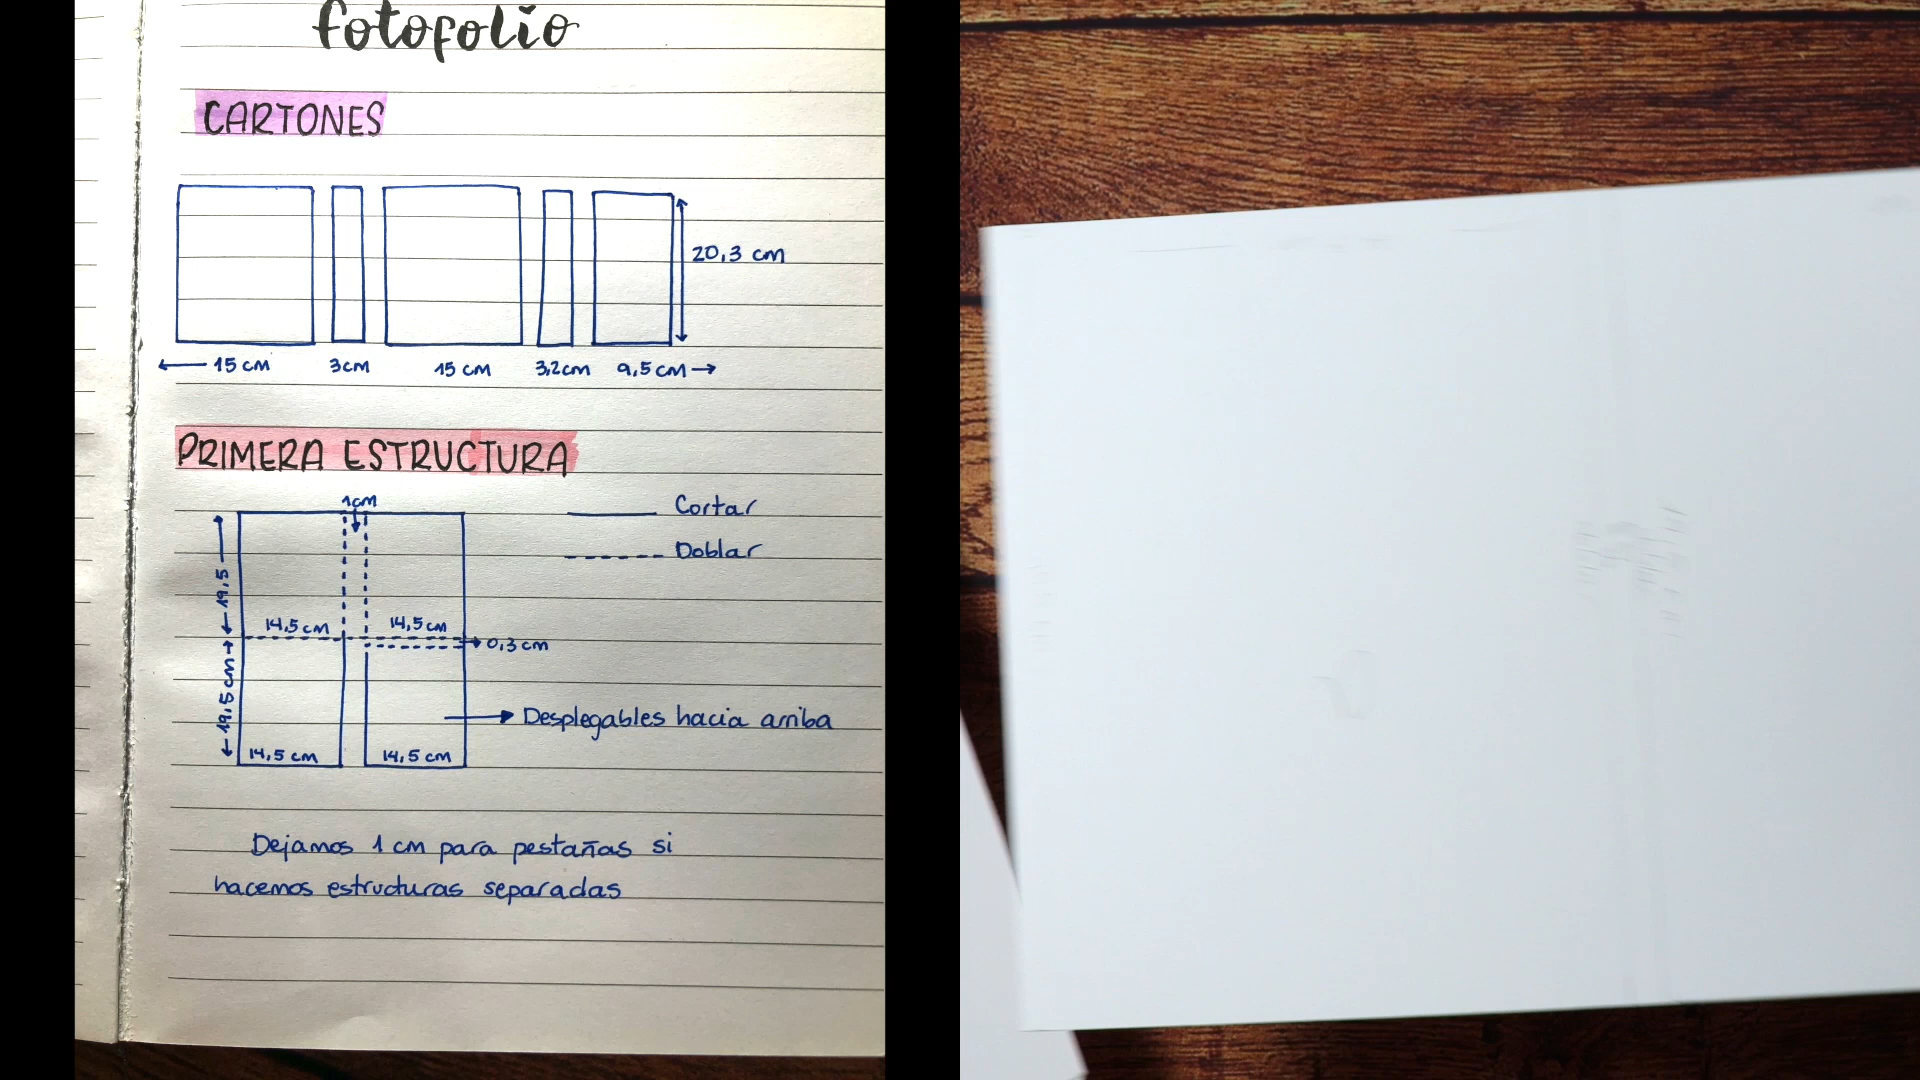 fotofolio
CARTONES
20,3 cm
15 cm
3cm
15 cm
3,2cm
9,5 cm
PRIMERA ESTRUCTURA
1cm
Cortar
Doblar
19,5
14,5 cm
14,5 cm
0,3 cm
19,5 cm
Desplegables hacia arriba
14,5 cm
14,5 cm
Dejamos 1 cm para pestañas si
hacemos estructuras separadas